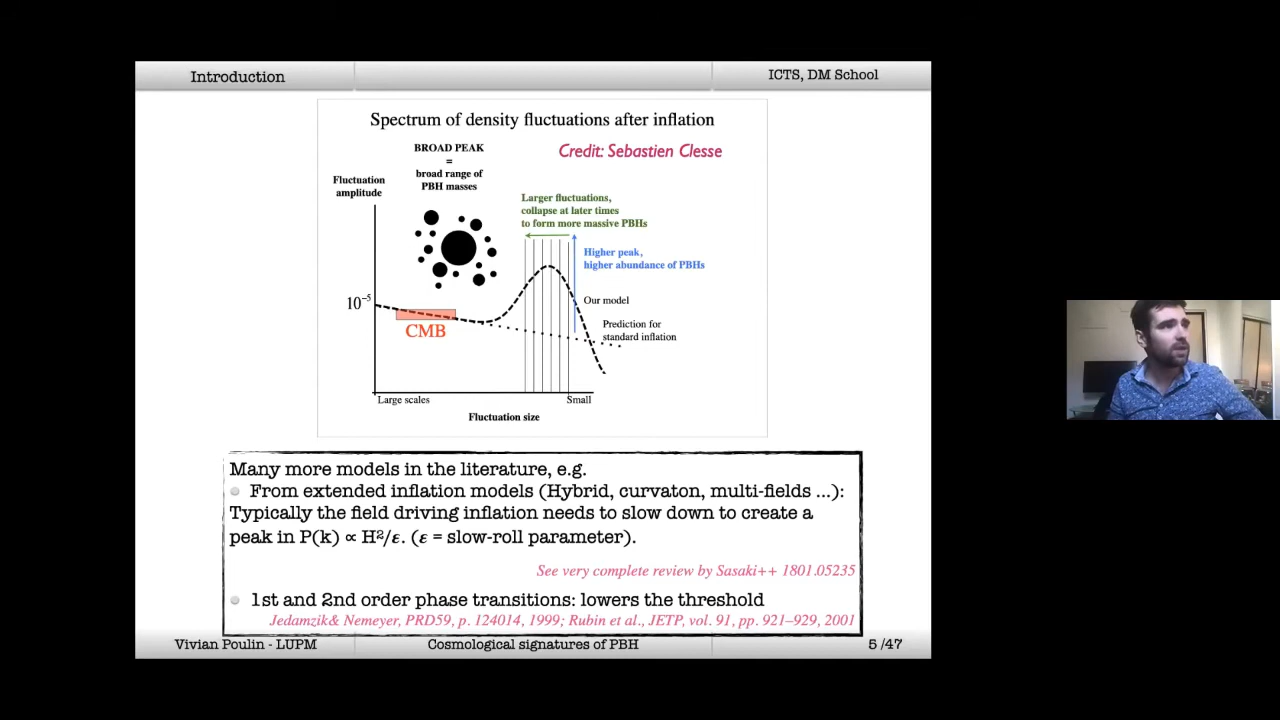 Introduction
ICTS, DM School
Spectrum of density fluctuations after inflation
Credit: Sebastien Clesse
BROAD PEAK
=
broad range of
PBH masses
Fluctuation
amplitude
Larger fluctuations,
collapse at later times
to form more massive PBHs
Higher peak,
higher abundance of PBHs
10⁻⁵
Our model
CMB
Prediction for
standard inflation
Large scales
Small
Fluctuation size
Many more models in the literature, e.g.
From extended inflation models (Hybrid, curvaton, multi-fields ...):
Typically the field driving inflation needs to slow down to create a
peak in P(k) ∝ H²/ε. (ε = slow-roll parameter).
See very complete review by Sasaki++ 1801.05235
1st and 2nd order phase transitions: lowers the threshold
Jedamzik& Nemeyer, PRD59, p. 124014, 1999; Rubin et al., JETP, vol. 91, pp. 921–929, 2001
Vivian Poulin - LUPM
Cosmological signatures of PBH
5 /47